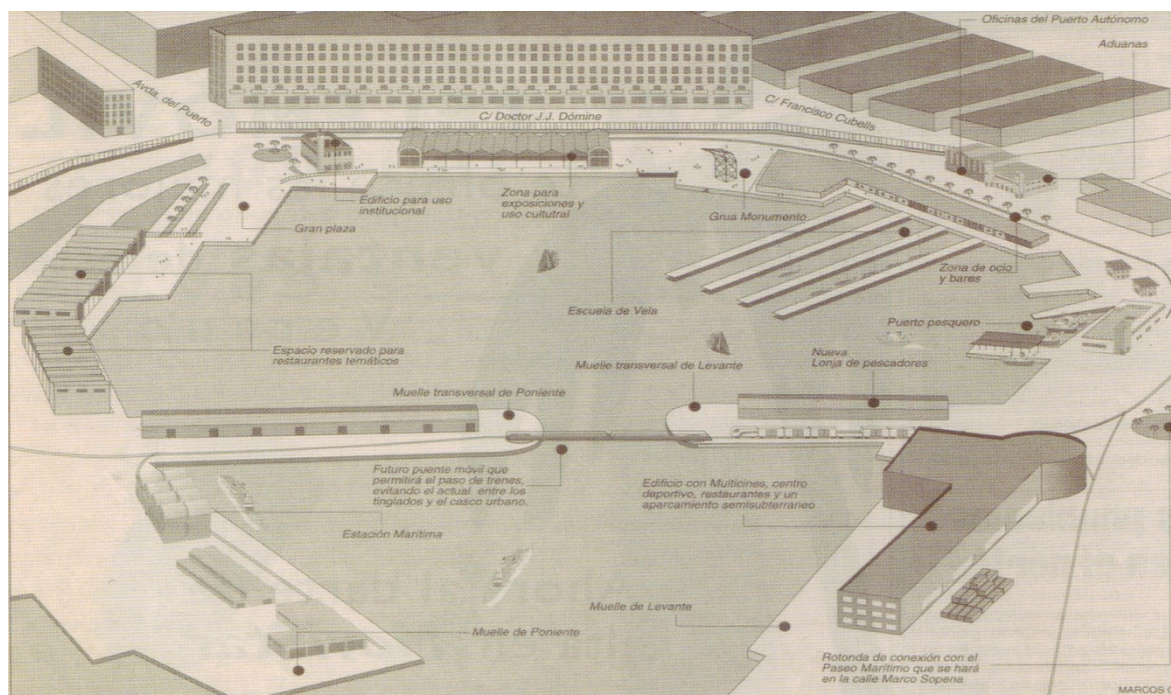 Oficinas del Puerto Autónomo
Aduanas
Avda. del Puerto
C/ Doctor J.J. Dómine
C/ Francisco Cubells
Edificio para uso
institucional
Zona para
exposiciones y
uso cultutral
Grua Monumento
Gran plaza
Zona de ocio
y bares
Escuela de Vela
Puerto pesquero
Espacio reservado para
restaurantes temáticos
Nueva
Lonja de pescadores
Muelle transversal de Levante
Muelle transversal de Poniente
Futuro puente móvil que
permitirá el paso de trenes,
evitando el actual entre los
tinglados y el casco urbano.
Edificio con Multicines, centro
deportivo, restaurantes y un
aparcamiento semisubterraneo
Estación Marítima
Muelle de Levante
Muelle de Poniente
Rotonda de conexión con el
Paseo Marítimo que se hará
en la calle Marco Sopena
MARCOS